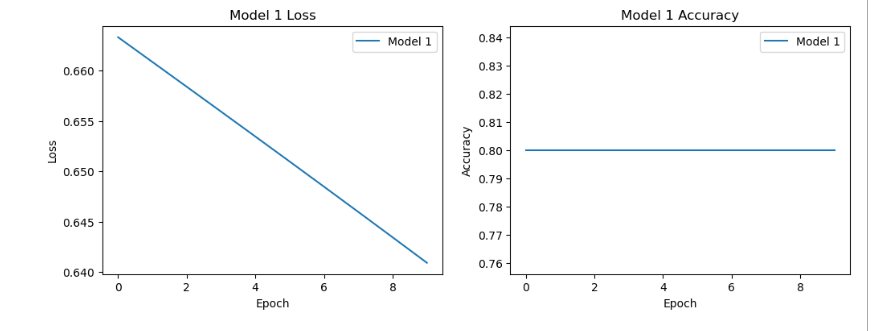 Model 1 Loss
Model 1
0.660
0.655
0.650
0.645
0.640
Loss
0 2 4 6 8
Epoch
Model 1 Accuracy
Model 1
0.84
0.83
0.82
0.81
0.80
0.79
0.78
0.77
0.76
Accuracy
0 2 4 6 8
Epoch